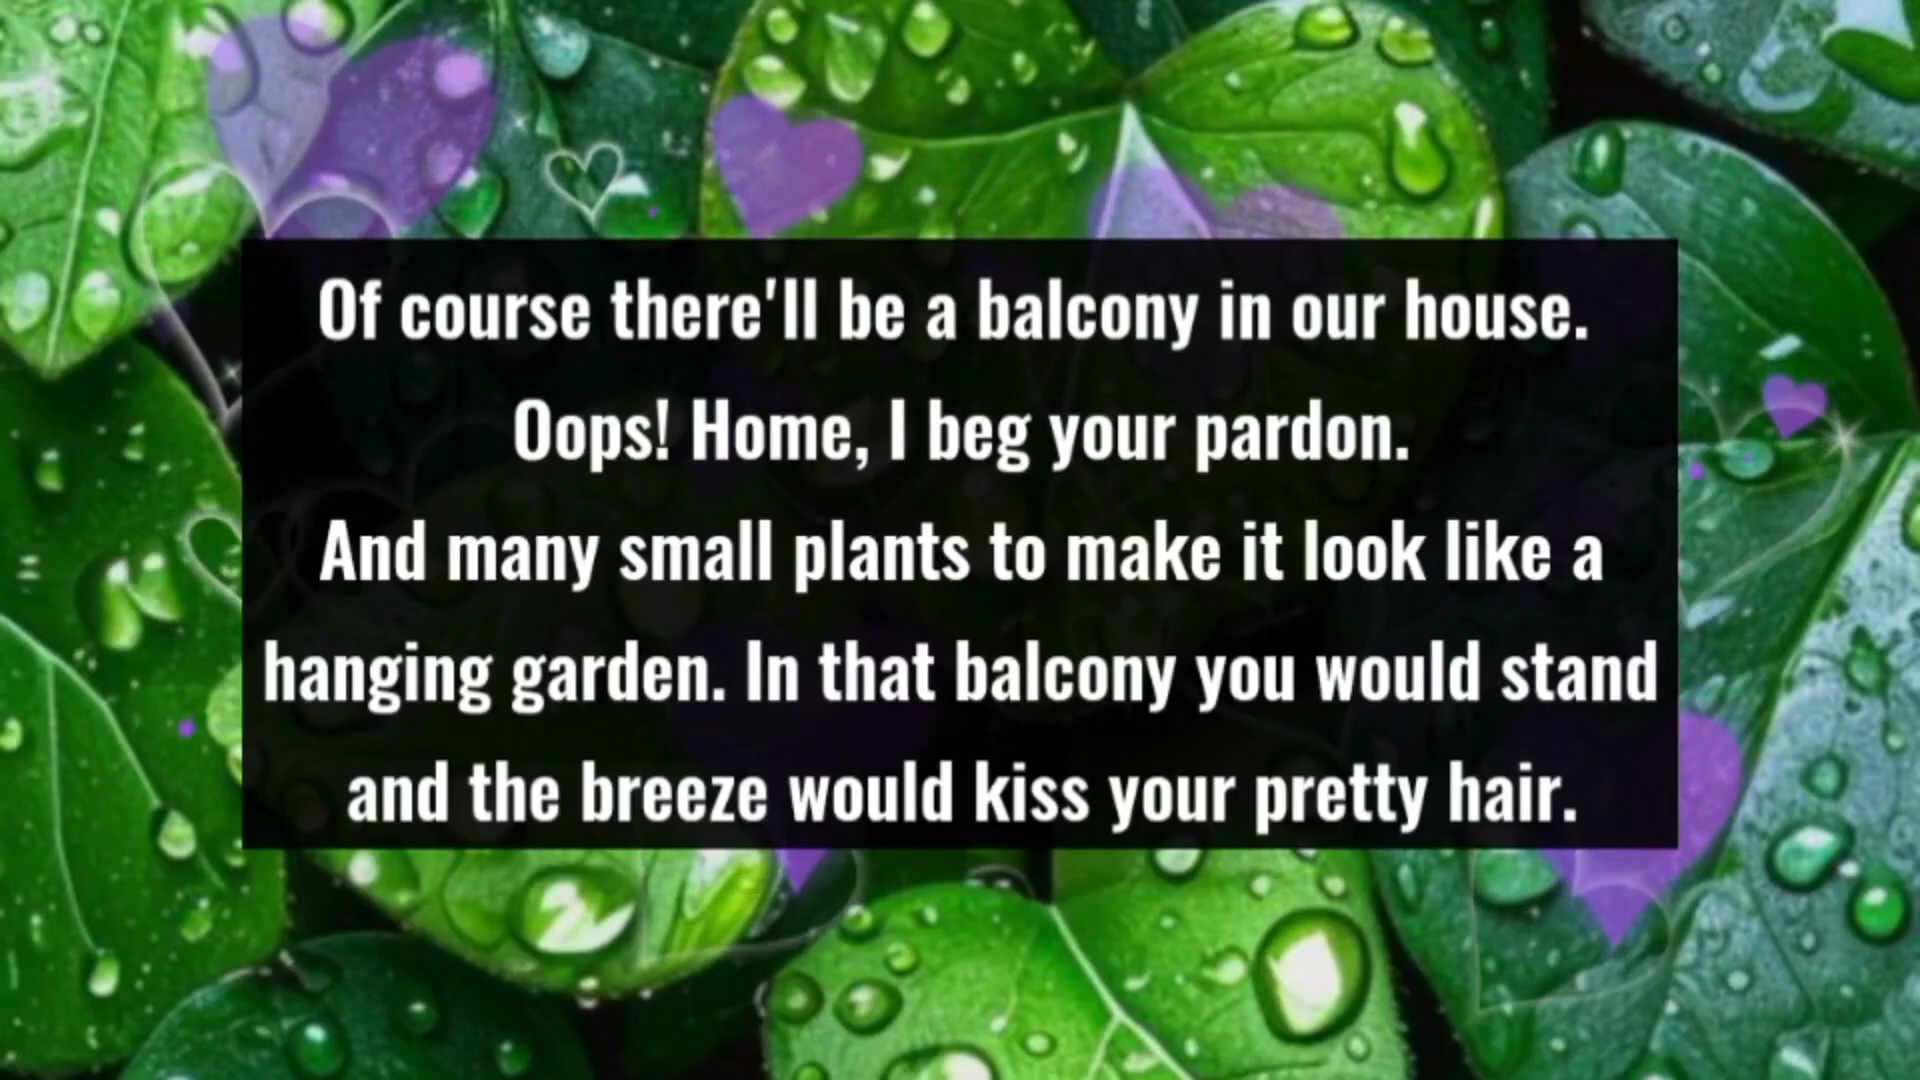 Of course there'll be a balcony in our house.
Oops! Home, I beg your pardon.
And many small plants to make it look like a
hanging garden. In that balcony you would stand
and the breeze would kiss your pretty hair.